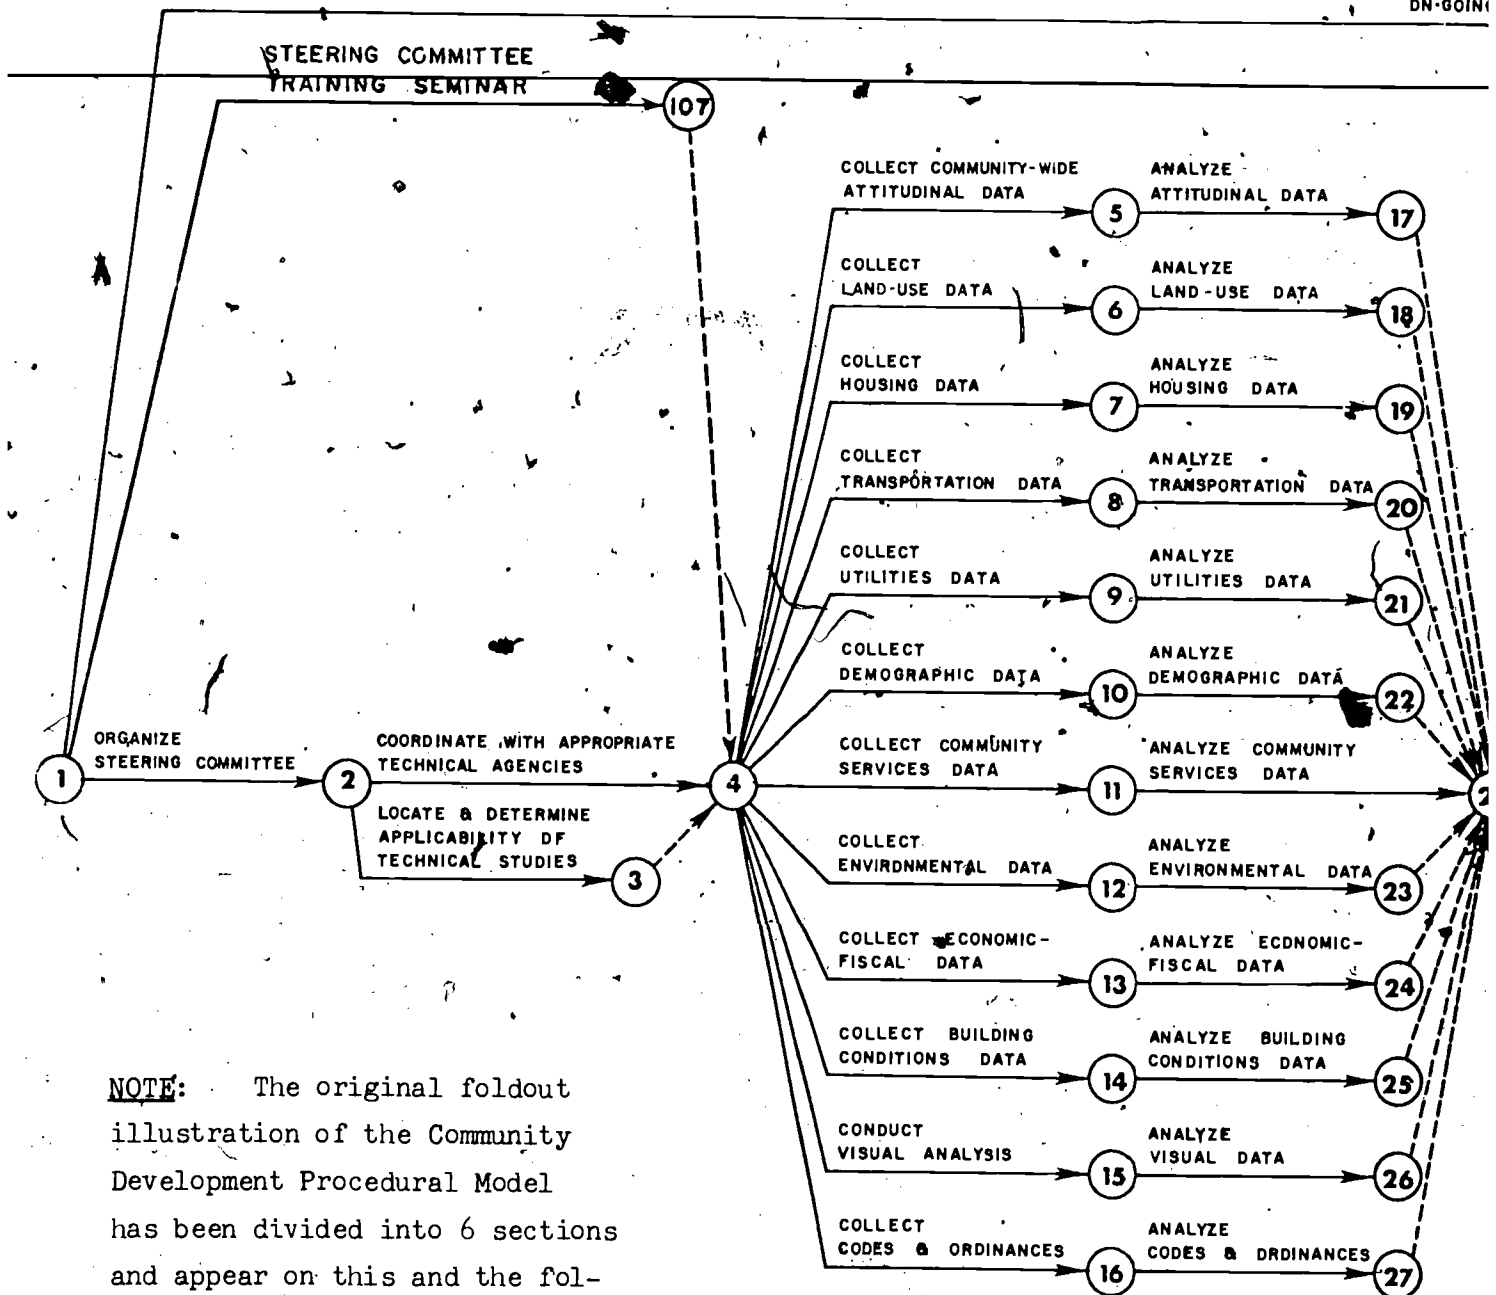 STEERING COMMITTEE
TRAINING SEMINAR
107
COLLECT COMMUNITY-WIDE
ATTITUDINAL DATA
5
ANALYZE
ATTITUDINAL DATA
17
COLLECT
LAND-USE DATA
6
ANALYZE
LAND-USE DATA
18
COLLECT
HOUSING DATA
7
ANALYZE
HOUSING DATA
19
COLLECT
TRANSPORTATION DATA
8
ANALYZE
TRANSPORTATION DATA
20
COLLECT
UTILITIES DATA
9
ANALYZE
UTILITIES DATA
21
COLLECT
DEMOGRAPHIC DATA
10
ANALYZE
DEMOGRAPHIC DATA
22
1
ORGANIZE
STEERING COMMITTEE
2
COORDINATE WITH APPROPRIATE
TECHNICAL AGENCIES
4
LOCATE & DETERMINE
APPLICABILITY OF
TECHNICAL STUDIES
3
COLLECT COMMUNITY
SERVICES DATA
11
ANALYZE COMMUNITY
SERVICES DATA
COLLECT
ENVIRONMENTAL DATA
12
ANALYZE
ENVIRONMENTAL DATA
23
COLLECT ECONOMIC-
FISCAL DATA
13
ANALYZE ECONOMIC-
FISCAL DATA
24
COLLECT BUILDING
CONDITIONS DATA
14
ANALYZE BUILDING
CONDITIONS DATA
25
CONDUCT
VISUAL ANALYSIS
15
ANALYZE
VISUAL DATA
26
COLLECT
CODES & ORDINANCES
16
ANALYZE
CODES & ORDINANCES
27
NOTE: The original foldout
illustration of the Community
Development Procedural Model
has been divided into 6 sections
and appear on this and the fol-